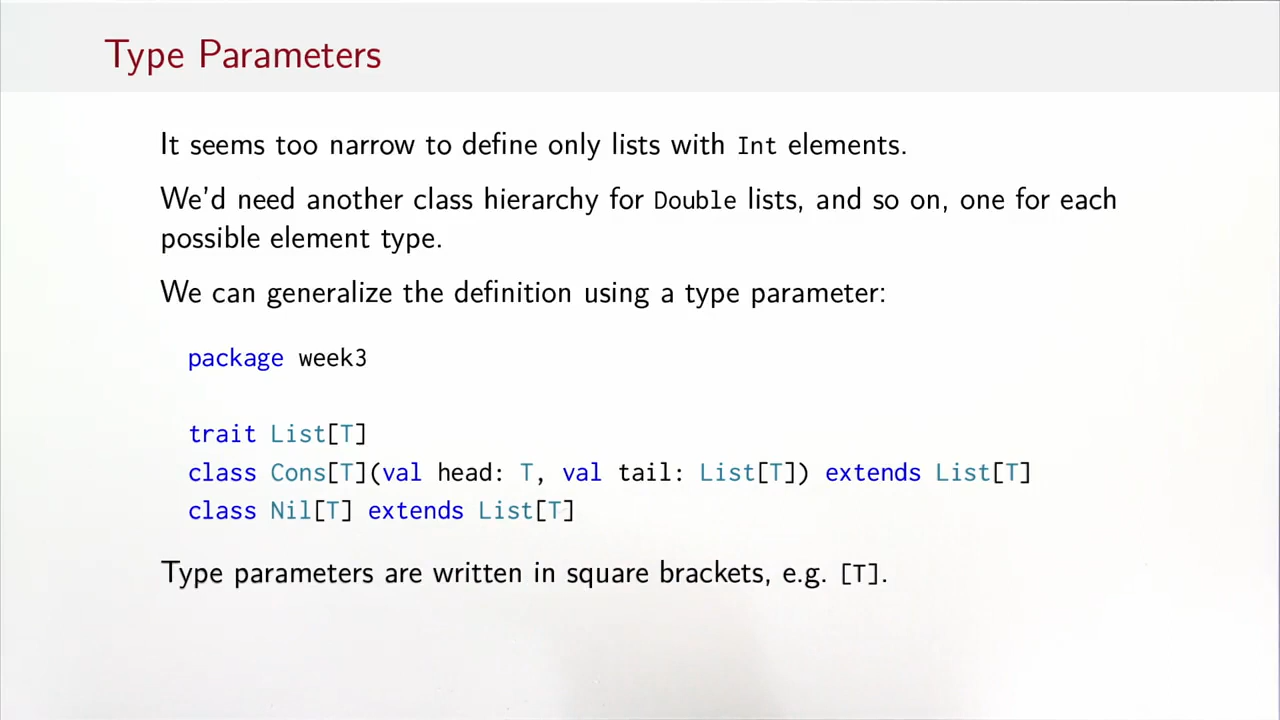 Type Parameters
It seems too narrow to define only lists with Int elements.
We'd need another class hierarchy for Double lists, and so on, one for each
possible element type.
We can generalize the definition using a type parameter:
package week3
trait List[T]
class Cons[T](val head: T, val tail: List[T]) extends List[T]
class Nil[T] extends List[T]
Type parameters are written in square brackets, e.g. [T].